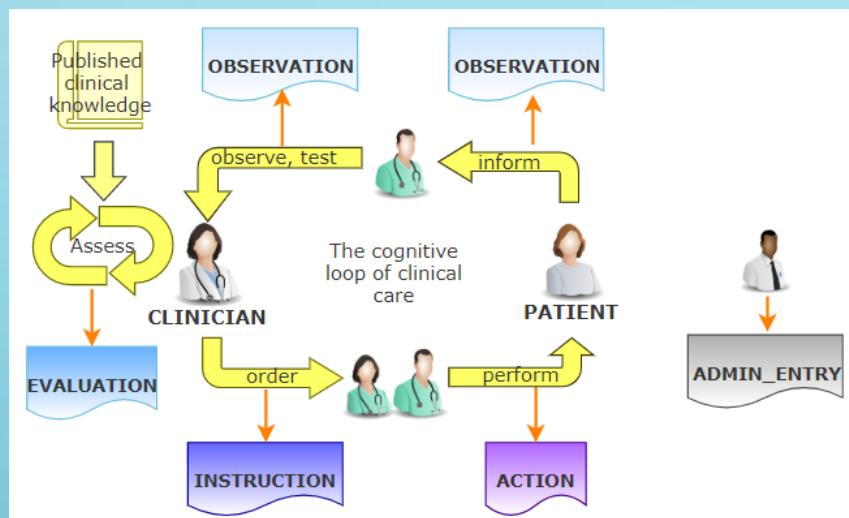 Published
clinical
knowledge
OBSERVATION
OBSERVATION
observe, test
inform
Assess
The cognitive
loop of clinical
care
CLINICIAN
PATIENT
order
perform
EVALUATION
ADMIN_ENTRY
INSTRUCTION
ACTION